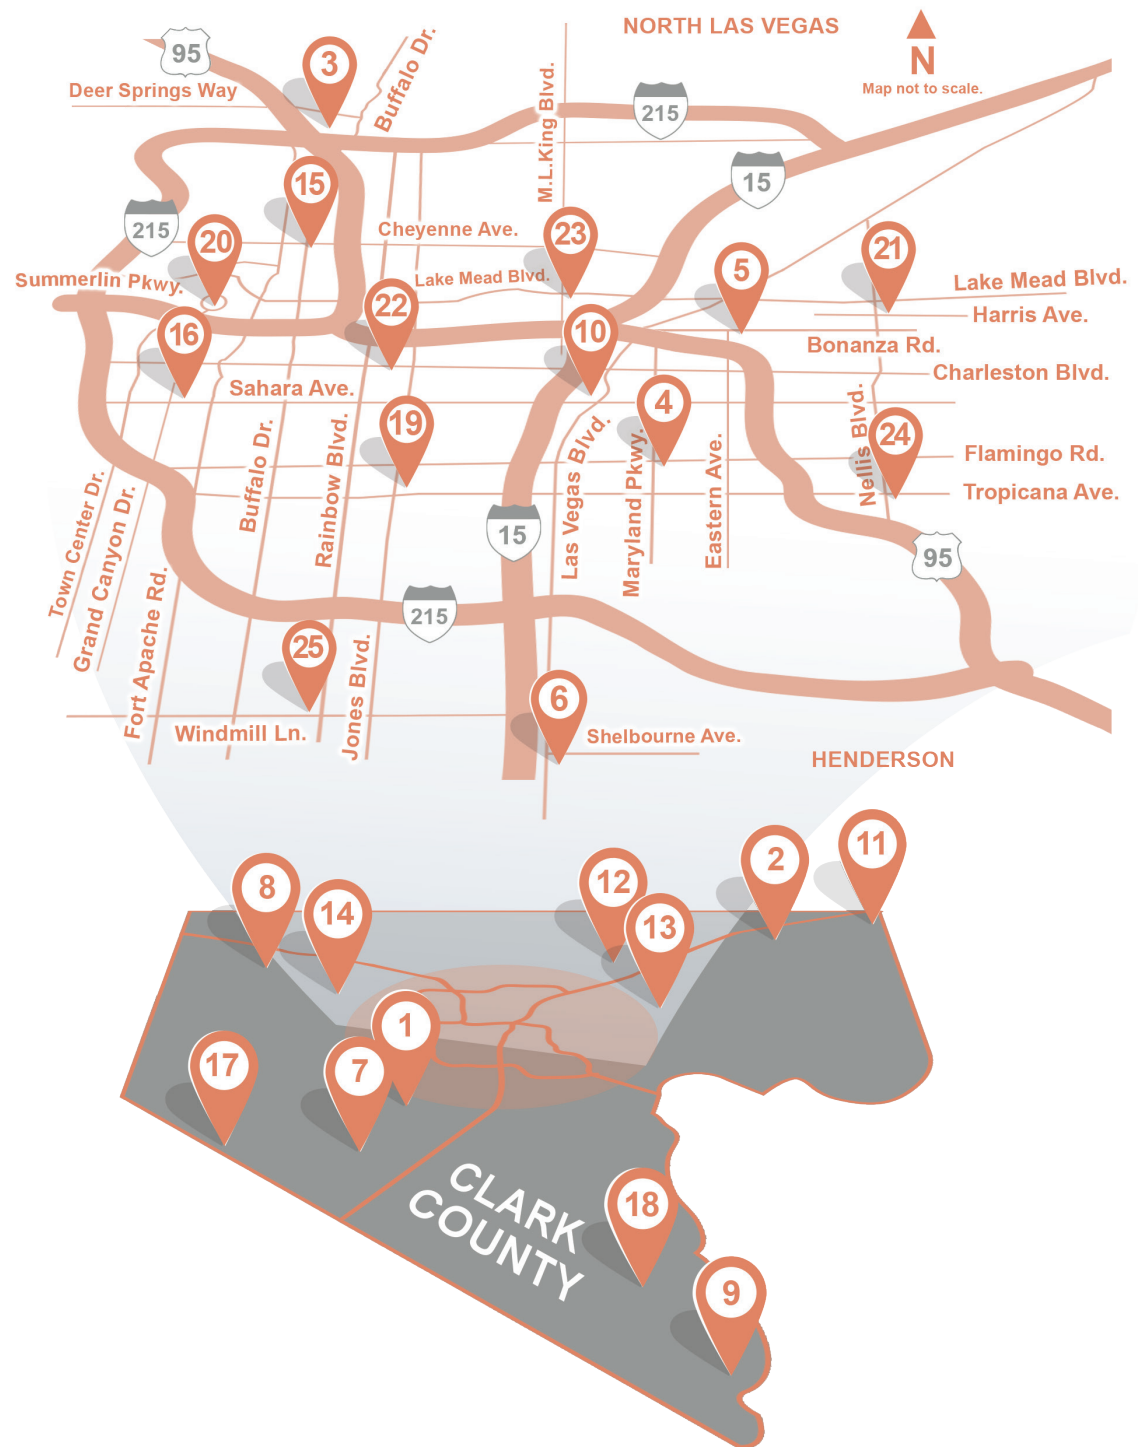 NORTH LAS VEGAS
N
Map not to scale.
95
3
Buffalo Dr.
Deer Springs Way
M.L.King Blvd.
215
15
15
215
20
Cheyenne Ave.
23
5
21
Summerlin Pkwy.
Lake Mead Blvd.
Lake Mead Blvd.
22
Harris Ave.
16
10
Bonanza Rd.
Charleston Blvd.
Sahara Ave.
4
19
Nellis Blvd.
24
Flamingo Rd.
Tropicana Ave.
Town Center Dr.
Grand Canyon Dr.
Fort Apache Rd.
Buffalo Dr.
Rainbow Blvd.
Jones Blvd.
15
Las Vegas Blvd.
Maryland Pkwy.
Eastern Ave.
95
215
25
6
Windmill Ln.
Shelbourne Ave.
HENDERSON
11
2
8
12
14
13
1
17
7
CLARK
COUNTY
18
9